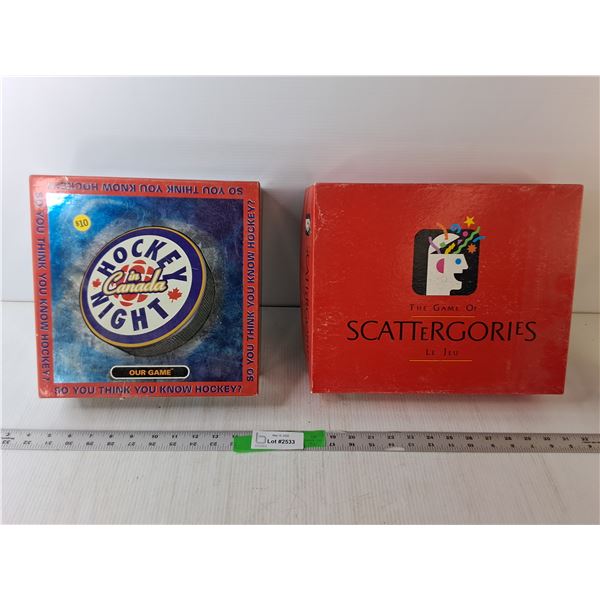 SO YOU THINK YOU KNOW HOCKEY?
SO YOU THINK YOU KNOW HOCKEY?
SO YOU THINK YOU KNOW HOCKEY?
SO YOU THINK YOU KNOW HOCKEY?
$10
HOCKEY
in
Canada
NIGHT
OUR GAME
THE GAME OF
SCATTERGORIES
LE JEU
Lot #2533